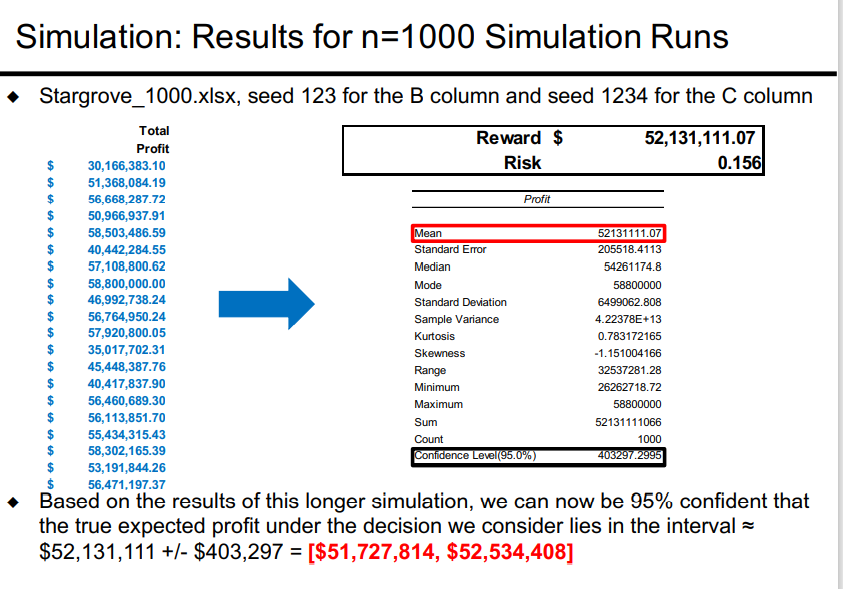 Simulation: Results for n=1000 Simulation Runs
◆ Stargrove_1000.xlsx, seed 123 for the B column and seed 1234 for the C column
Total
Profit
$ 30,166,383.10
$ 51,368,084.19
$ 56,668,287.72
$ 50,966,937.91
$ 58,503,486.59
$ 40,442,284.55
$ 57,108,800.62
$ 58,800,000.00
$ 46,992,738.24
$ 56,764,950.24
$ 57,920,800.05
$ 35,017,702.31
$ 45,448,387.76
$ 40,417,837.90
$ 56,460,689.30
$ 56,113,851.70
$ 55,434,315.43
$ 58,302,165.39
$ 53,191,844.26
$ 56,471,197.37
Reward $ 52,131,111.07
Risk 0.156
Profit
Mean 52131111.07
Standard Error 205518.4113
Median 54261174.8
Mode 58800000
Standard Deviation 6499062.808
Sample Variance 4.22378E+13
Kurtosis 0.783172165
Skewness -1.151004166
Range 32537281.28
Minimum 26262718.72
Maximum 58800000
Sum 52131111066
Count 1000
Confidence Level(95.0%) 403297.2995
◆ Based on the results of this longer simulation, we can now be 95% confident that
the true expected profit under the decision we consider lies in the interval ≈
$52,131,111 +/- $403,297 = [$51,727,814, $52,534,408]